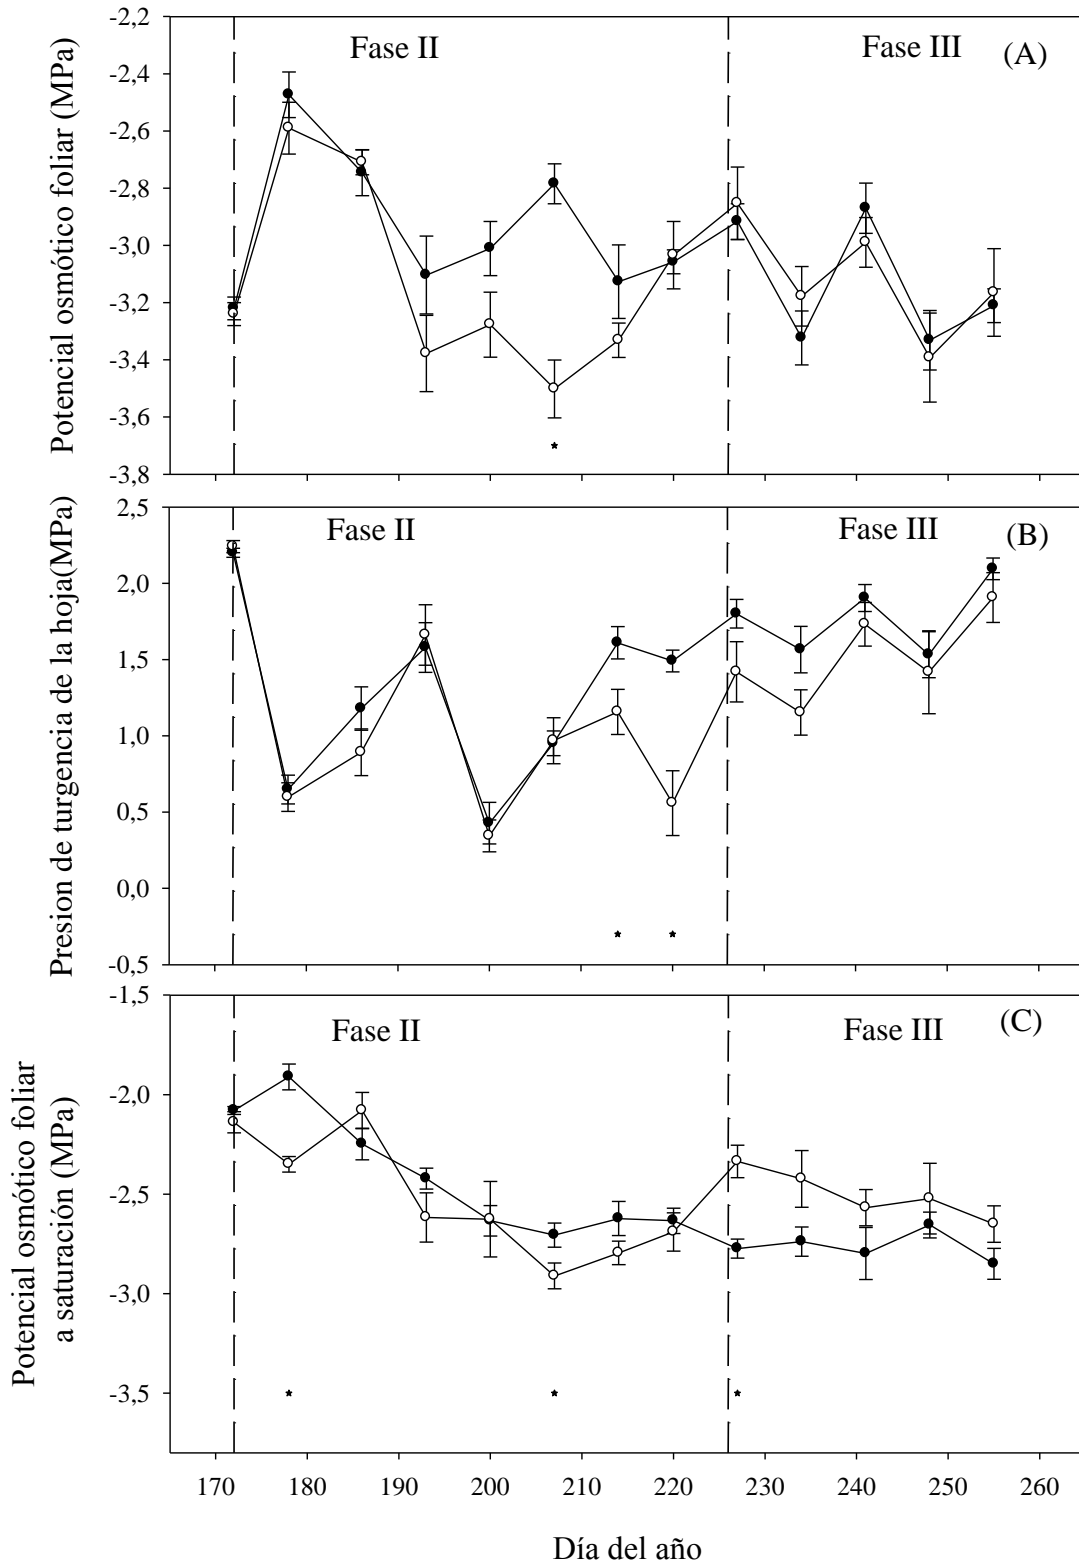 Potencial osmótico foliar (MPa)
-2,2
-2,4
-2,6
-2,8
-3,0
-3,2
-3,4
-3,6
-3,8
Fase II
Fase III
(A)
Presion de turgencia de la hoja(MPa)
2,5
2,0
1,5
1,0
0,5
0,0
-0,5
Fase II
Fase III
(B)
Potencial osmótico foliar
a saturación (MPa)
-1,5
-2,0
-2,5
-3,0
-3,5
Fase II
Fase III
(C)
170 180 190 200 210 220 230 240 250 260
Día del año